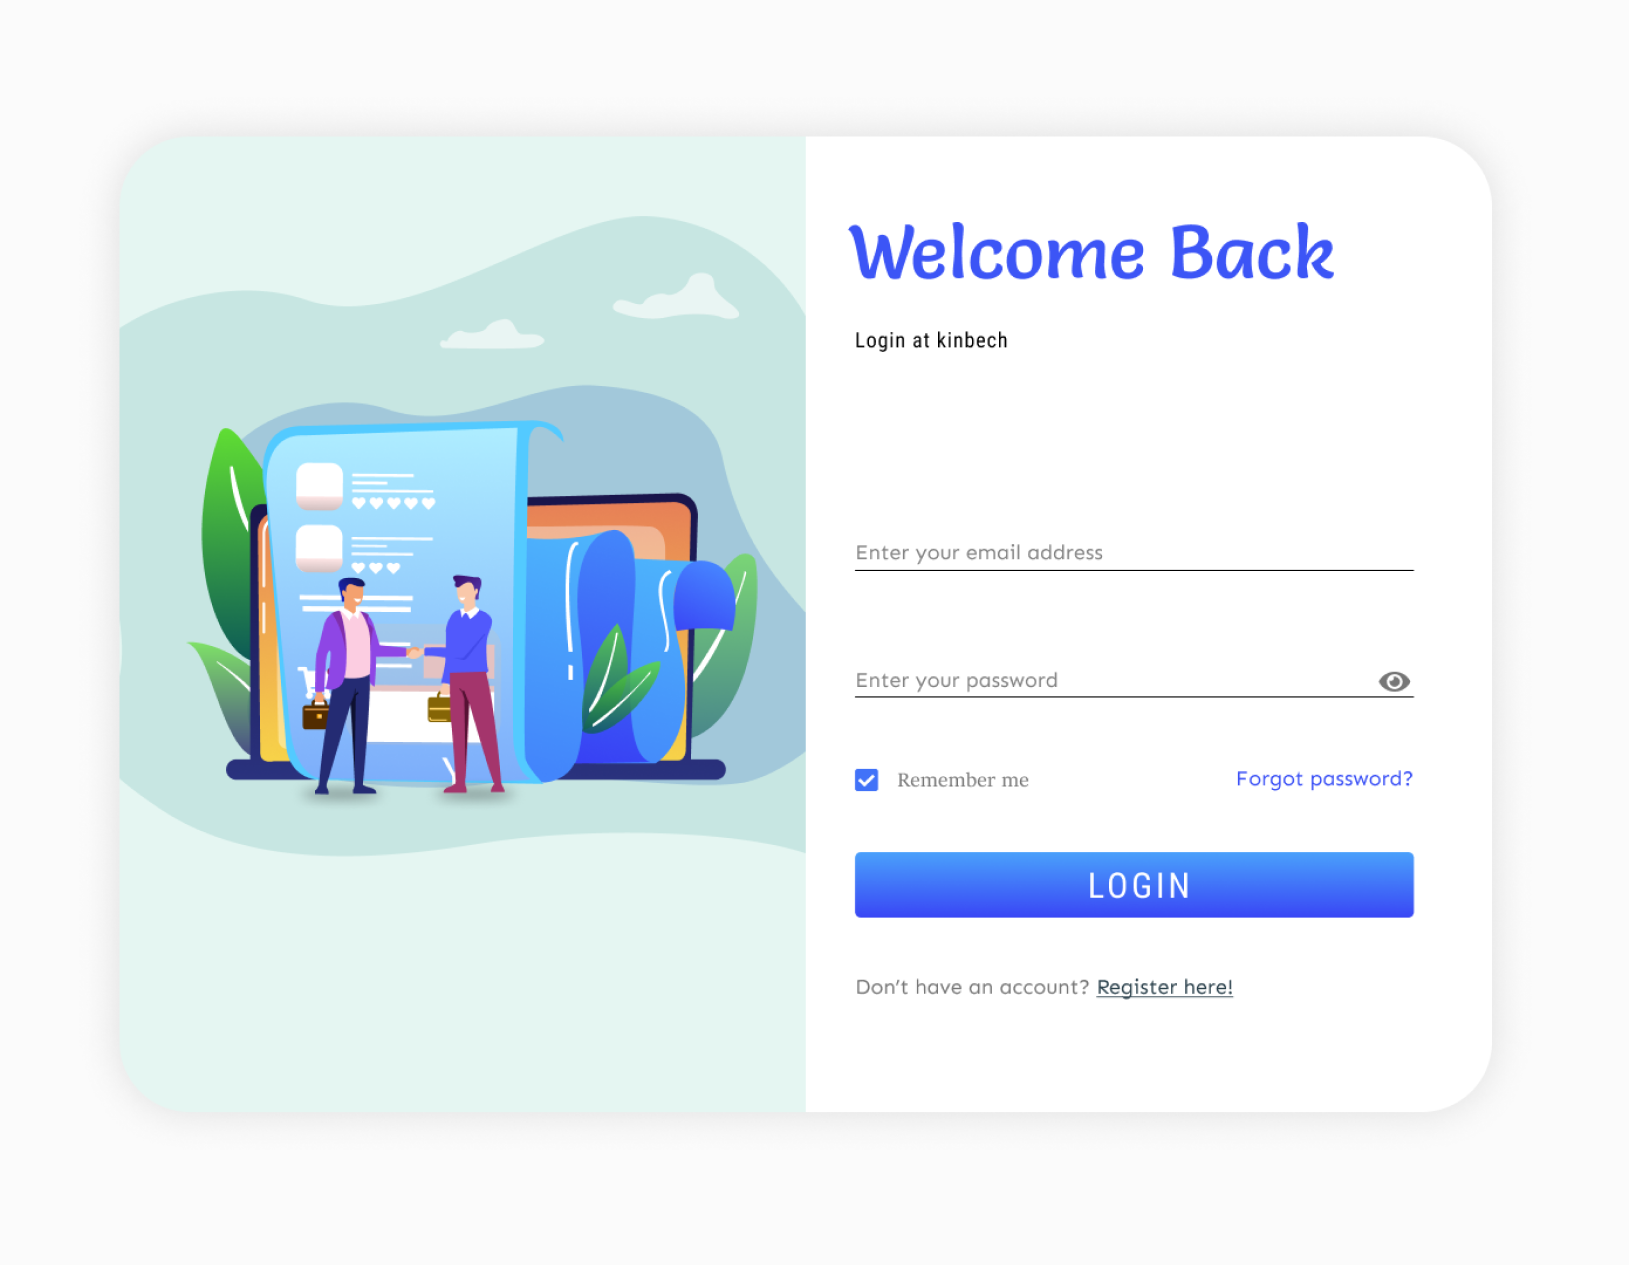 Welcome Back
Login at kinbech
Enter your email address
Enter your password
Remember me
Forgot password?
LOGIN
Don’t have an account? Register here!